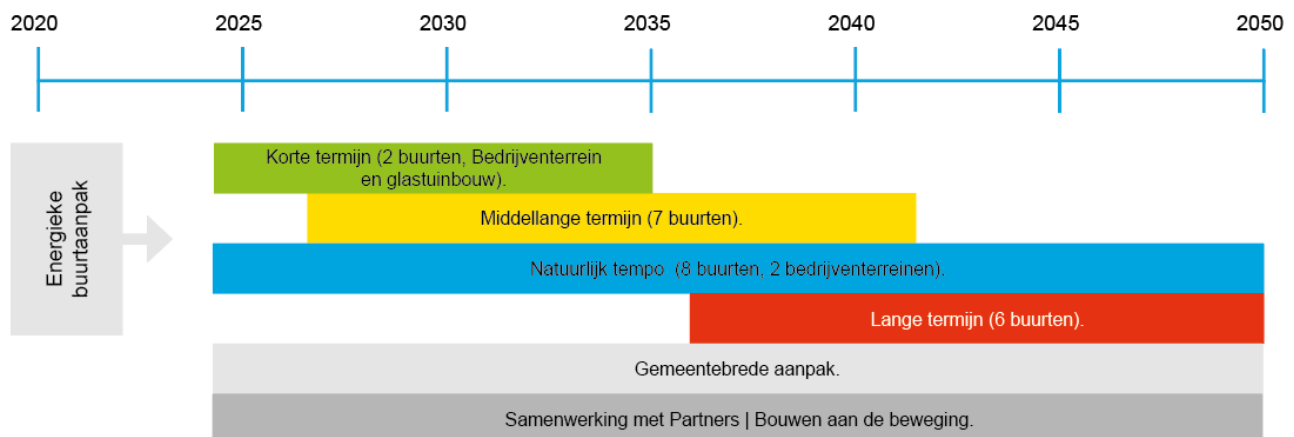 2020 2025 2030 2035 2040 2045 2050
Energieke
buurtaanpak
Korte termijn (2 buurten, Bedrijventerrein
en glastuinbouw).
Middellange termijn (7 buurten).
Natuurlijk tempo (8 buurten, 2 bedrijventerreinen).
Lange termijn (6 buurten).
Gemeentebrede aanpak.
Samenwerking met Partners | Bouwen aan de beweging.